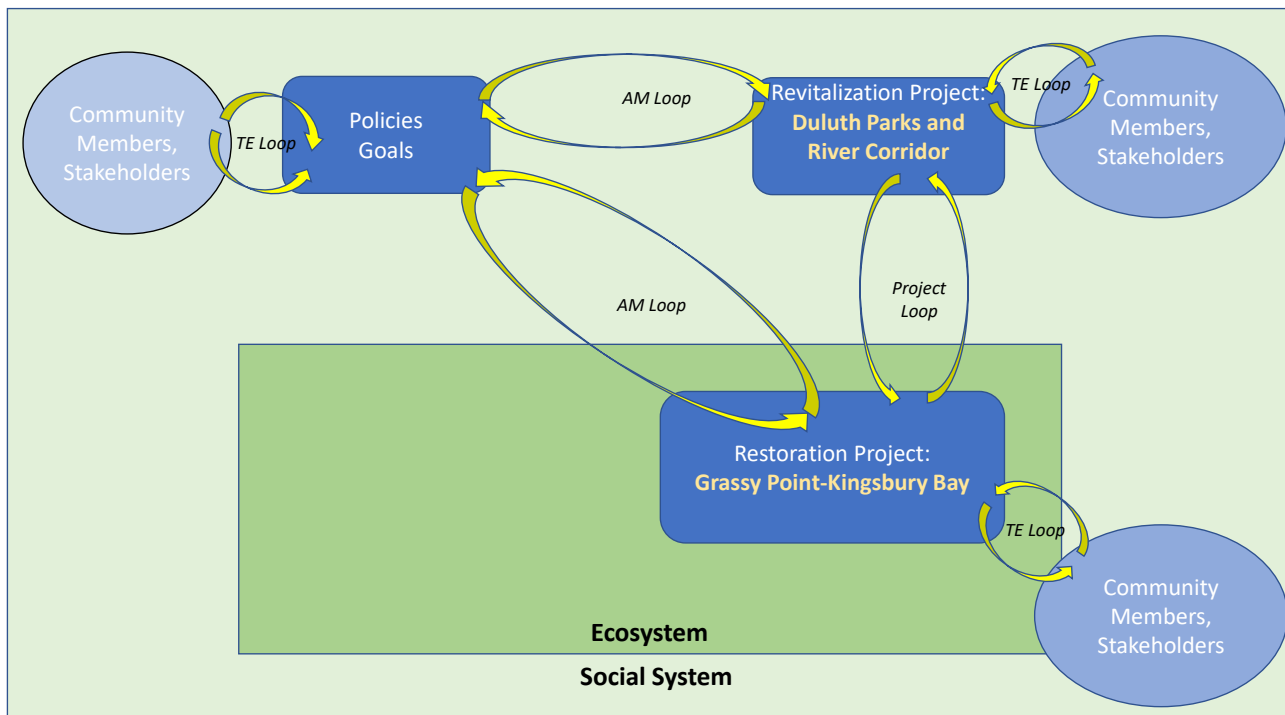 Community
Members,
Stakeholders
TE Loop
Policies
Goals
AM Loop
Revitalization Project:
Duluth Parks and
River Corridor
TE Loop
Community
Members,
Stakeholders
AM Loop
Project
Loop
Restoration Project:
Grassy Point-Kingsbury Bay
TE Loop
Community
Members,
Stakeholders
Ecosystem
Social System